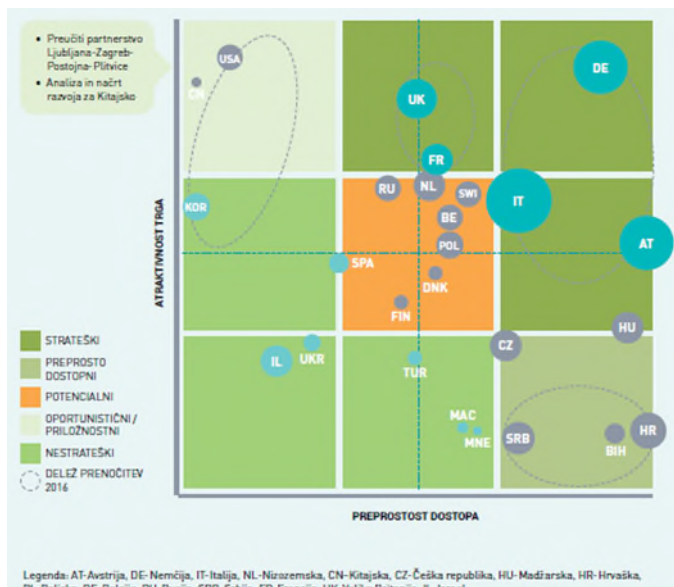 • Preučiti partnerstvo
Ljubljana-Zagreb-
Postojna-Plitvice
• Analiza in načrt
razvoja za Kitajsko
USA
CN
DE
UK
FR
RU
NL
SWI
IT
KOR
BE
POL
AT
SPA
DNK
FIN
HU
UKR
IL
TUR
CZ
MAC
MNE
SRB
BIH
HR
ATRAKTIVNOST TRGA
STRATEŠKI
PREPROSTO
DOSTOPNI
POTENCIALNI
OPORTUNISTIČNI/
PRILOŽNOSTNI
NESTRATEŠKI
DELEŽ PRENOČITEV
2016
PREPROSTOST DOSTOPA
Legenda: AT-Avstrija, DE-Nemčija, IT-Italija, NL-Nizozemska, CN-Kitajska, CZ-Češka republika, HU-Madžarska, HR-Hrvaška,